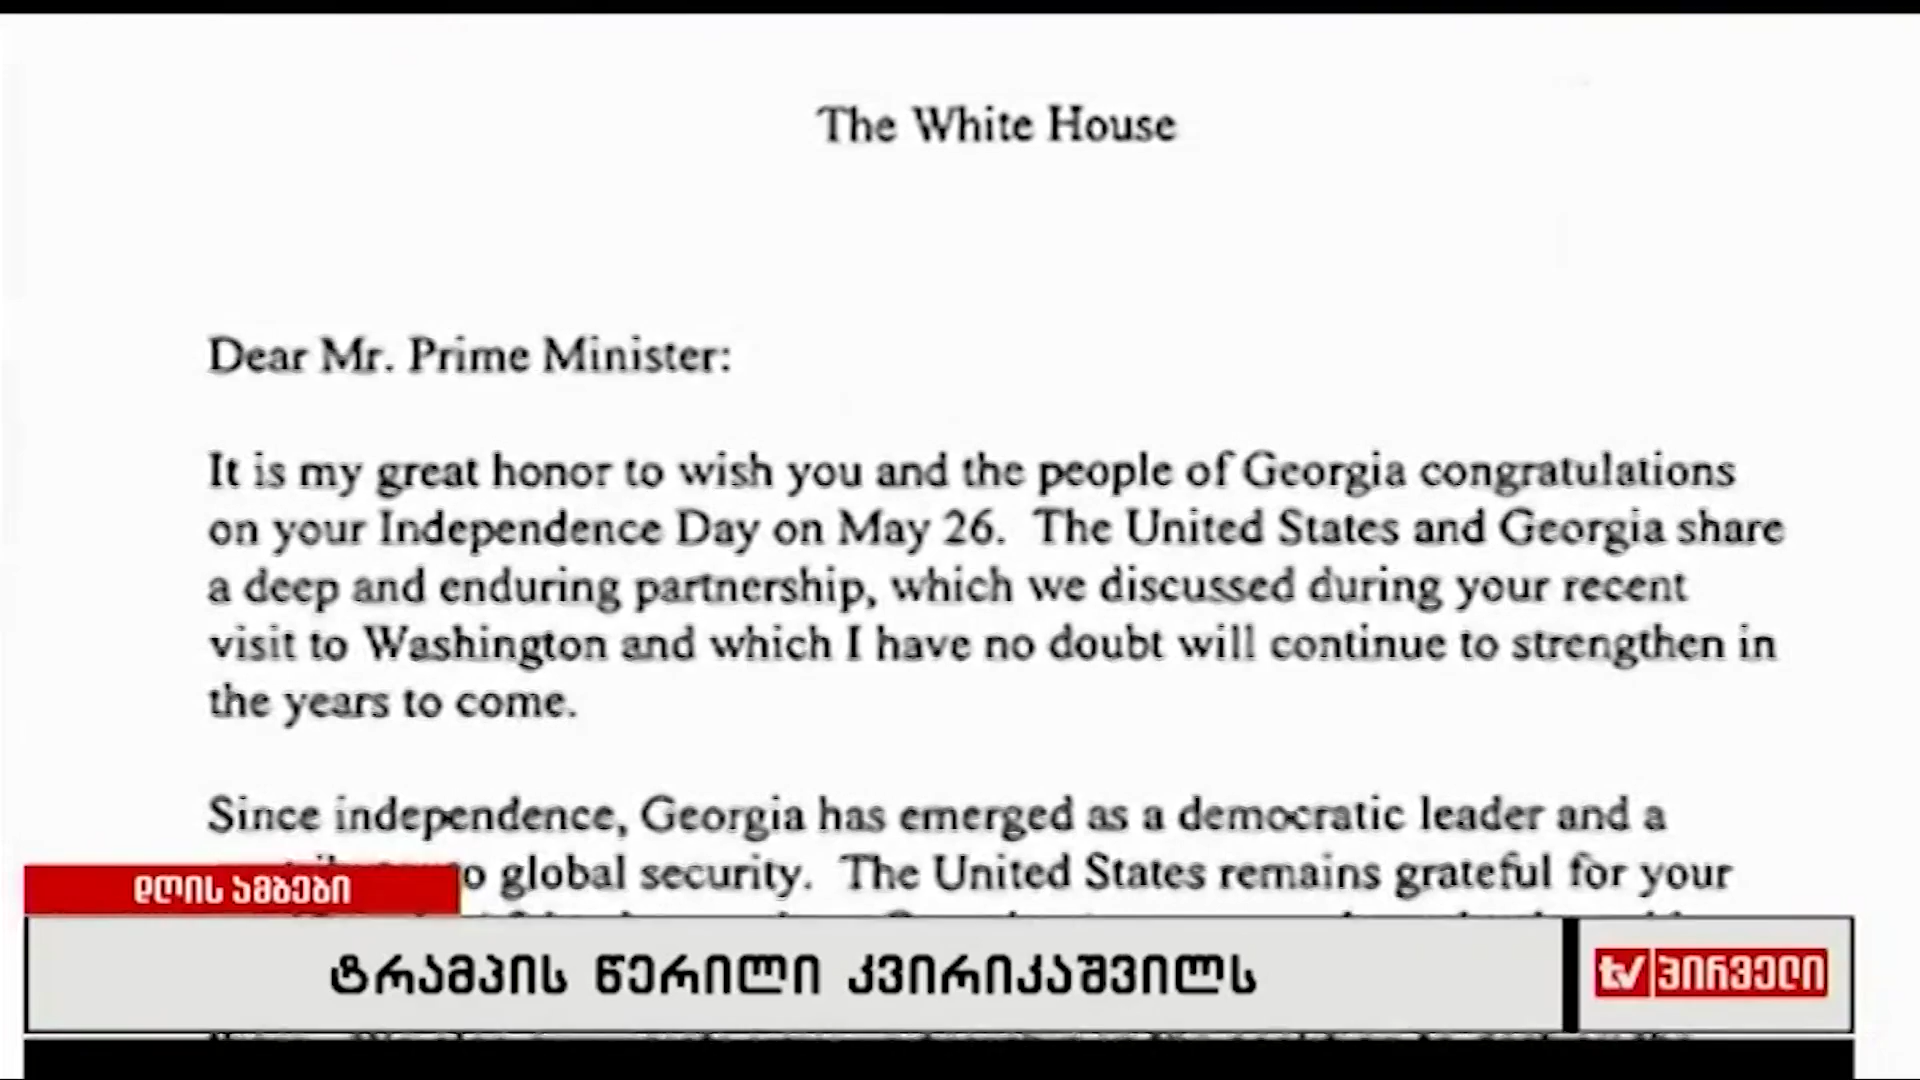 The White House
Dear Mr. Prime Minister:
It is my great honor to wish you and the people of Georgia congratulations
on your Independence Day on May 26. The United States and Georgia share
a deep and enduring partnership, which we discussed during your recent
visit to Washington and which I have no doubt will continue to strengthen in
the years to come.
Since independence, Georgia has emerged as a democratic leader and a
global security. The United States remains grateful for your
დღის ამბები
ტრამპის წერილი კვირიკაშვილს
tv პირველი